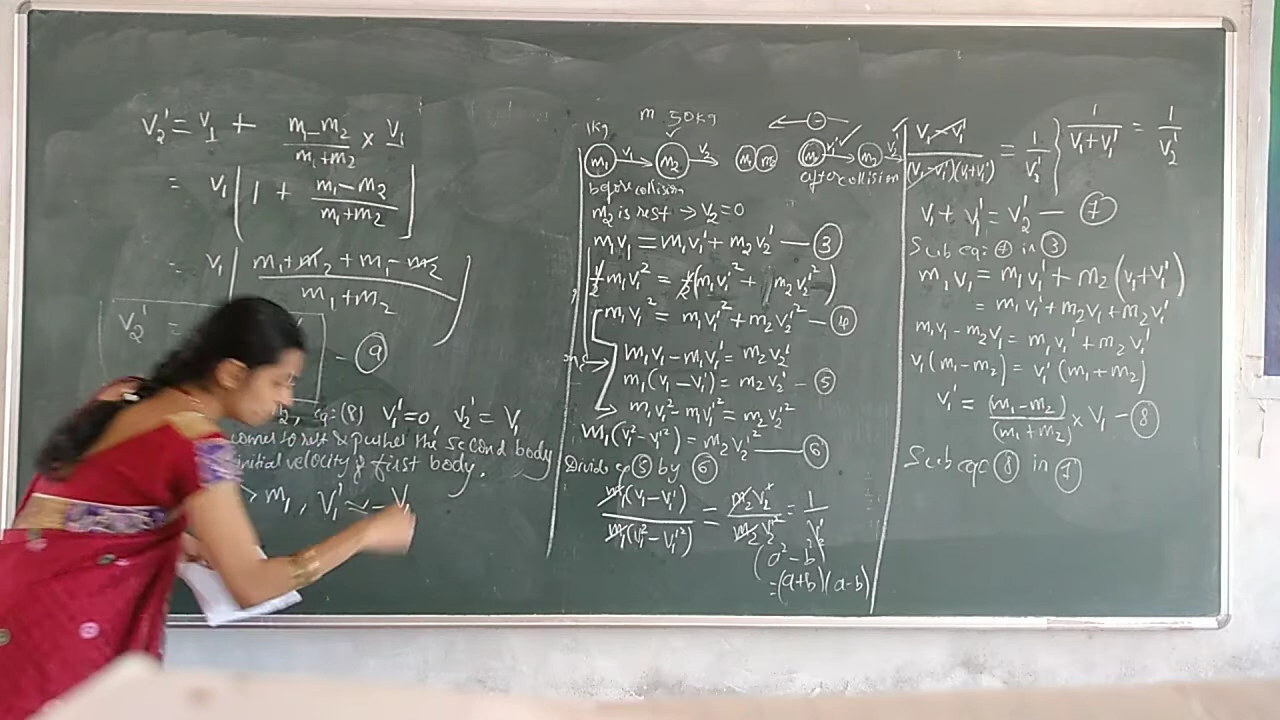 V₂' = V₁ + m₁-m₂/m₁+m₂ × V₁
= V₁ [1 + m₁-m₂/m₁+m₂]
= V₁ [m₁+m₂ + m₁-m₂/m₁+m₂]
V₂' = — ⑨
eq:(8) V₁'=0, V₂' = V₁
comes to rest & pushes the second body
initial velocity of first body.
> m₁, V₁' ≃ - V₁
1kg m 50kg
m₁ V₁ → m₂ V₂ → m₁ m₂ m₁ V₁' → m₂ V₂' →
before collision after collision
m₂ is rest → V₂=0
m₁V₁ = m₁V₁' + m₂V₂' — ③
½m₁V₁² = ½(m₁V₁'² + m₂V₂'²)
m₁V₁² = m₁V₁'² + m₂V₂'² — ④
m₁V₁ - m₁V₁' = m₂V₂'
m₁(V₁-V₁') = m₂V₂' — ⑤
m₁V₁² - m₁V₁'² = m₂V₂'²
m₁(V₁²-V₁'²) = m₂V₂'² — ⑥
Divide eq ⑤ by ⑥
m₁(V₁-V₁')/m₁(V₁²-V₁'²) = m₂V₂'/m₂V₂'² = 1/V₂'
(a²-b²
=(a+b)(a-b)
V₁-V₁'/(V₁-V₁')(V₁+V₁') = 1/V₂' } 1/V₁+V₁' = 1/V₂'
V₁ + V₁' = V₂' — ⑦
Sub eq: ⑦ in ③
m₁V₁ = m₁V₁' + m₂(V₁+V₁')
= m₁V₁' + m₂V₁ + m₂V₁'
m₁V₁ - m₂V₁ = m₁V₁' + m₂V₁'
V₁(m₁-m₂) = V₁'(m₁+m₂)
V₁' = (m₁-m₂)/(m₁+m₂) × V₁ — ⑧
Sub eq: ⑧ in ⑦